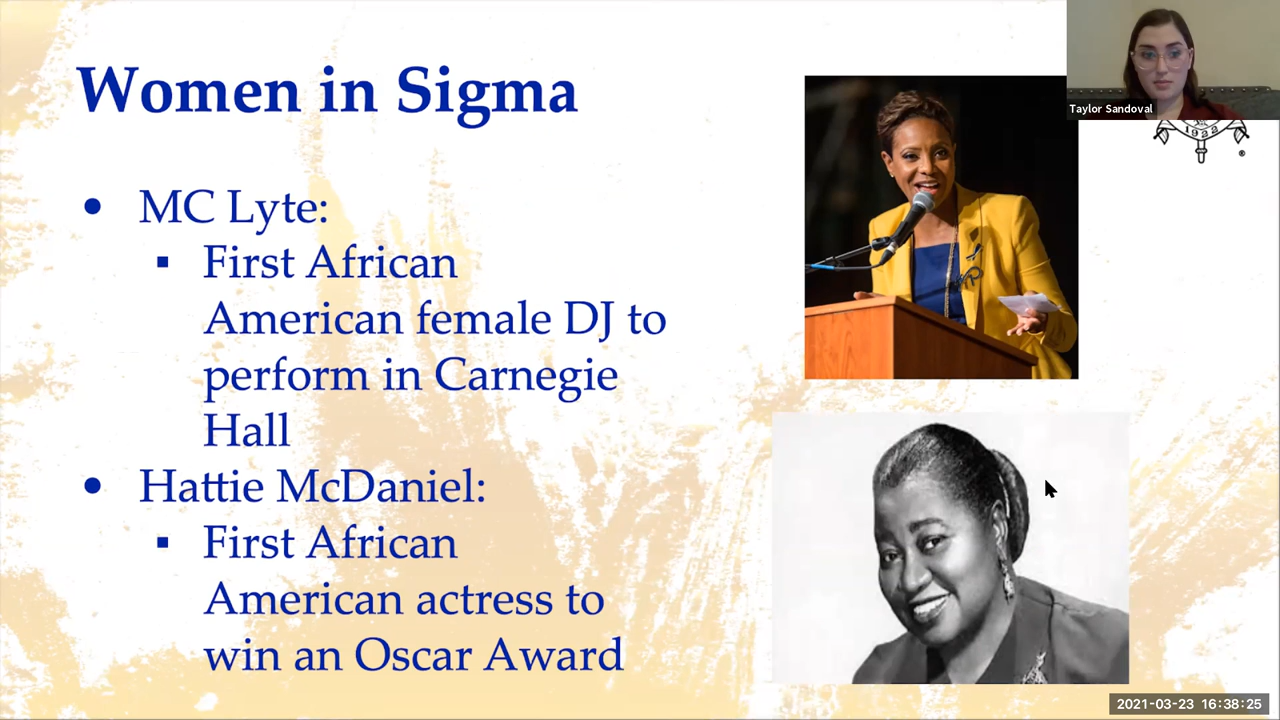 Women in Sigma
Taylor Sandoval
1922
®
• MC Lyte:
▪ First African
American female DJ to
perform in Carnegie
Hall
• Hattie McDaniel:
▪ First African
American actress to
win an Oscar Award
2021-03-23 16:38:25